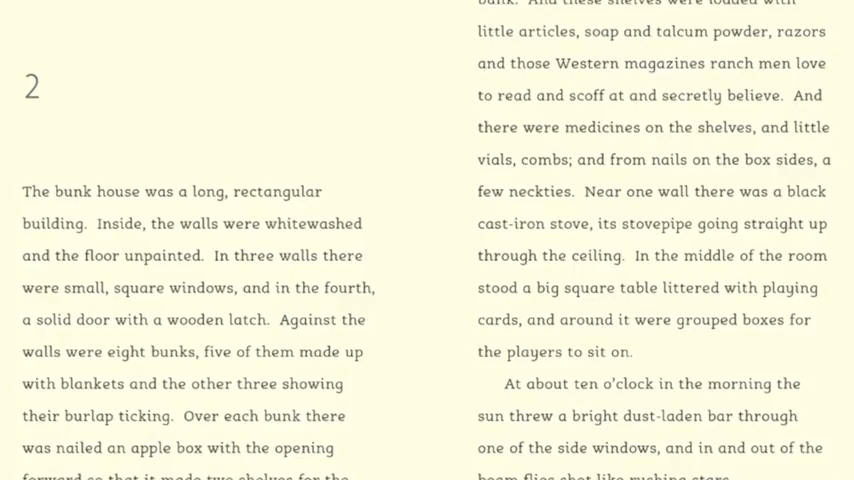 2
The bunk house was a long, rectangular
building. Inside, the walls were whitewashed
and the floor unpainted. In three walls there
were small, square windows, and in the fourth,
a solid door with a wooden latch. Against the
walls were eight bunks, five of them made up
with blankets and the other three showing
their burlap ticking. Over each bunk there
was nailed an apple box with the opening
forward so that it made two shelves for the
bunk. And these shelves were loaded with
little articles, soap and talcum powder, razors
and those Western magazines ranch men love
to read and scoff at and secretly believe. And
there were medicines on the shelves, and little
vials, combs; and from nails on the box sides, a
few neckties. Near one wall there was a black
cast-iron stove, its stovepipe going straight up
through the ceiling. In the middle of the room
stood a big square table littered with playing
cards, and around it were grouped boxes for
the players to sit on.
At about ten o'clock in the morning the
sun threw a bright dust-laden bar through
one of the side windows, and in and out of the
beam flies shot like rushing stars.